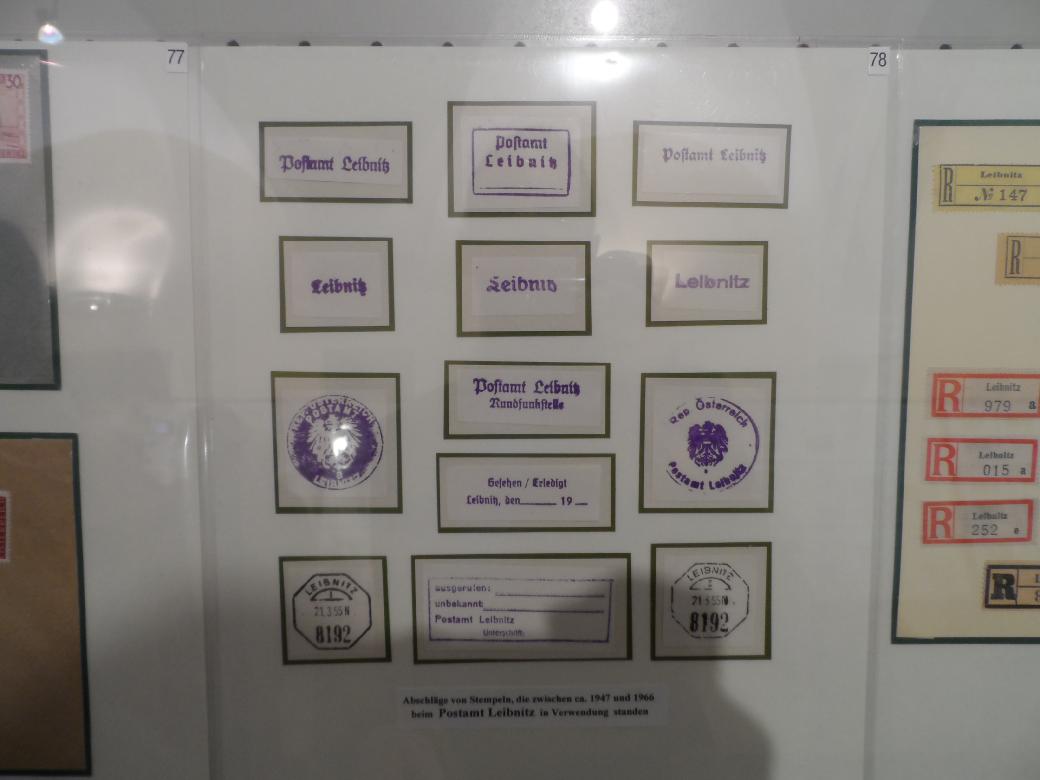 77
78
30
Postamt Leibnitz
Postamt
Leibnitz
Postamt Leibnitz
Leibnitz
Leibnitz
Leibnitz
Postamt Leibnitz
Rundfunkstelle
POSTAMT
LEIBNITZ
Rep Österreich
Postamt Leibnitz
Gesehen / Erledigt
Leibnitz, den 19
LEIBNITZ
21.3.55 N
8192
ausgerufen:
unbekannt:
Postamt Leibnitz
Unterschrift:
LEIBNITZ
21.3.55 N
8192
Abschläge von Stempeln, die zwischen ca. 1947 und 1966
beim Postamt Leibnitz in Verwendung standen
R Leibnitz
№ 147
R
R Leibnitz
979 a
R Leibnitz
015 a
R Leibnitz
252 e
R